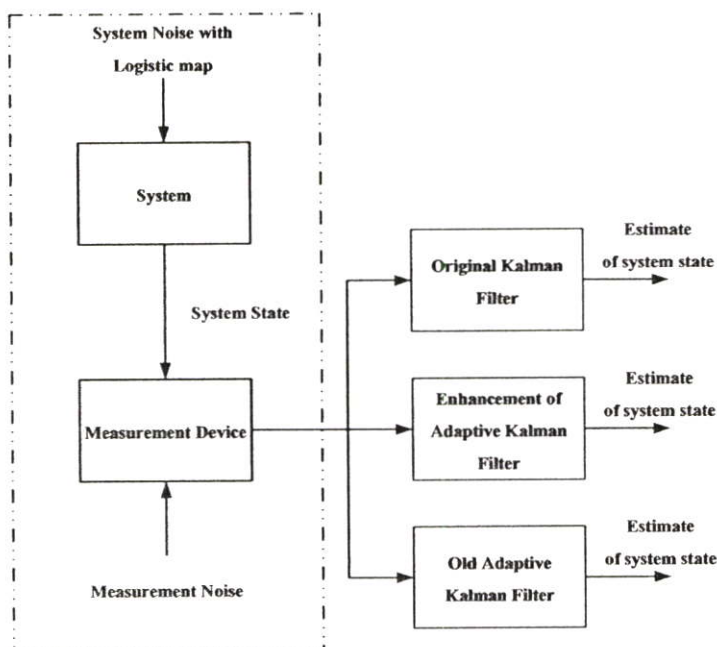 System Noise with
Logistic map
System
System State
Measurement Device
Measurement Noise
Original Kalman
Filter
Estimate
of system state
Enhancement of
Adaptive Kalman
Filter
Estimate
of system state
Old Adaptive
Kalman Filter
Estimate
of system state